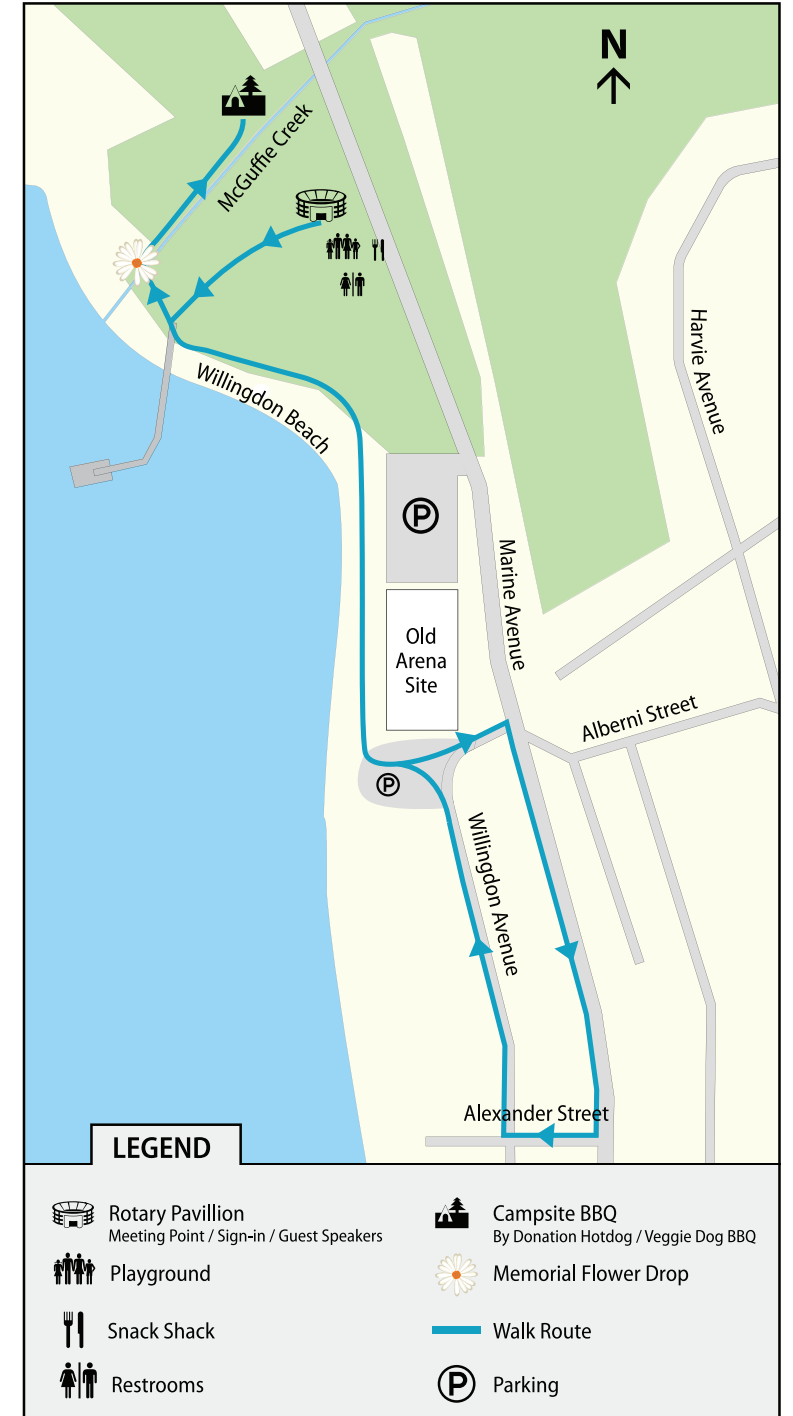 N
McGuffie Creek
Harvie Avenue
Willingdon Beach
P
Marine Avenue
Old
Arena
Site
Alberni Street
P
Willingdon Avenue
Alexander Street
LEGEND
Rotary Pavillion
Meeting Point / Sign-in / Guest Speakers
Playground
Snack Shack
Restrooms
Campsite BBQ
By Donation Hotdog / Veggie Dog BBQ
Memorial Flower Drop
Walk Route
P
Parking